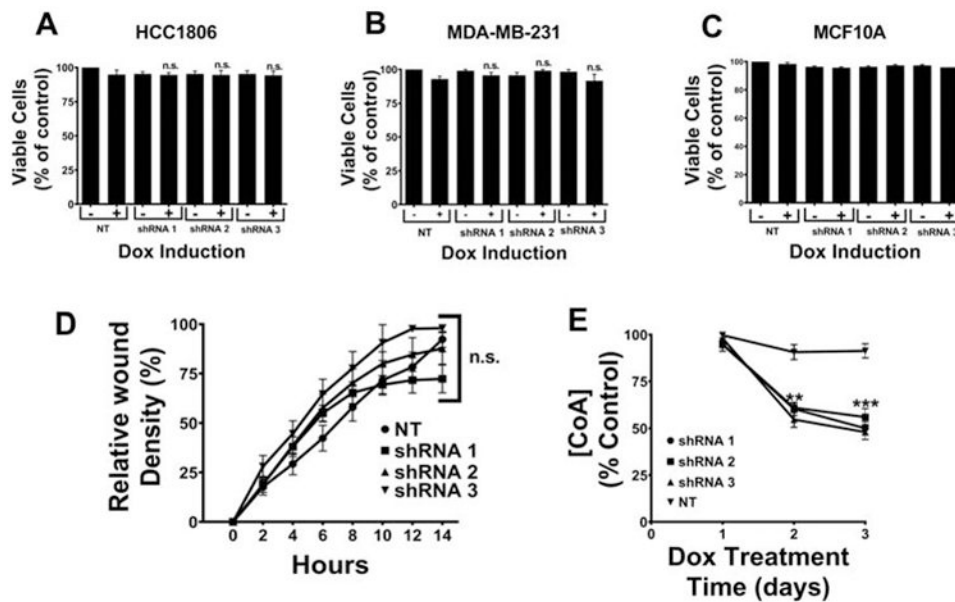 A
HCC1806
Viable Cells
(% of control)
100
75
50
25
0
n.s.
n.s.
n.s.
- + - + - + - +
NT shRNA 1 shRNA 2 shRNA 3
Dox Induction
B
MDA-MB-231
Viable Cells
(% of control)
100
75
50
25
0
n.s.
n.s.
n.s.
- + - + - + - +
NT shRNA 1 shRNA 2 shRNA 3
Dox Induction
C
MCF10A
Viable Cells
(% of control)
100
80
60
40
20
0
- + - + - + - +
NT shRNA 1 shRNA 2 shRNA 3
Dox Induction
D
Relative wound
Density (%)
100
75
50
25
0
n.s.
NT
shRNA 1
shRNA 2
shRNA 3
0 2 4 6 8 10 12 14
Hours
E
[CoA]
(% Control)
100
75
50
25
0
** ***
shRNA 1
shRNA 2
shRNA 3
NT
0 1 2 3
Dox Treatment
Time (days)